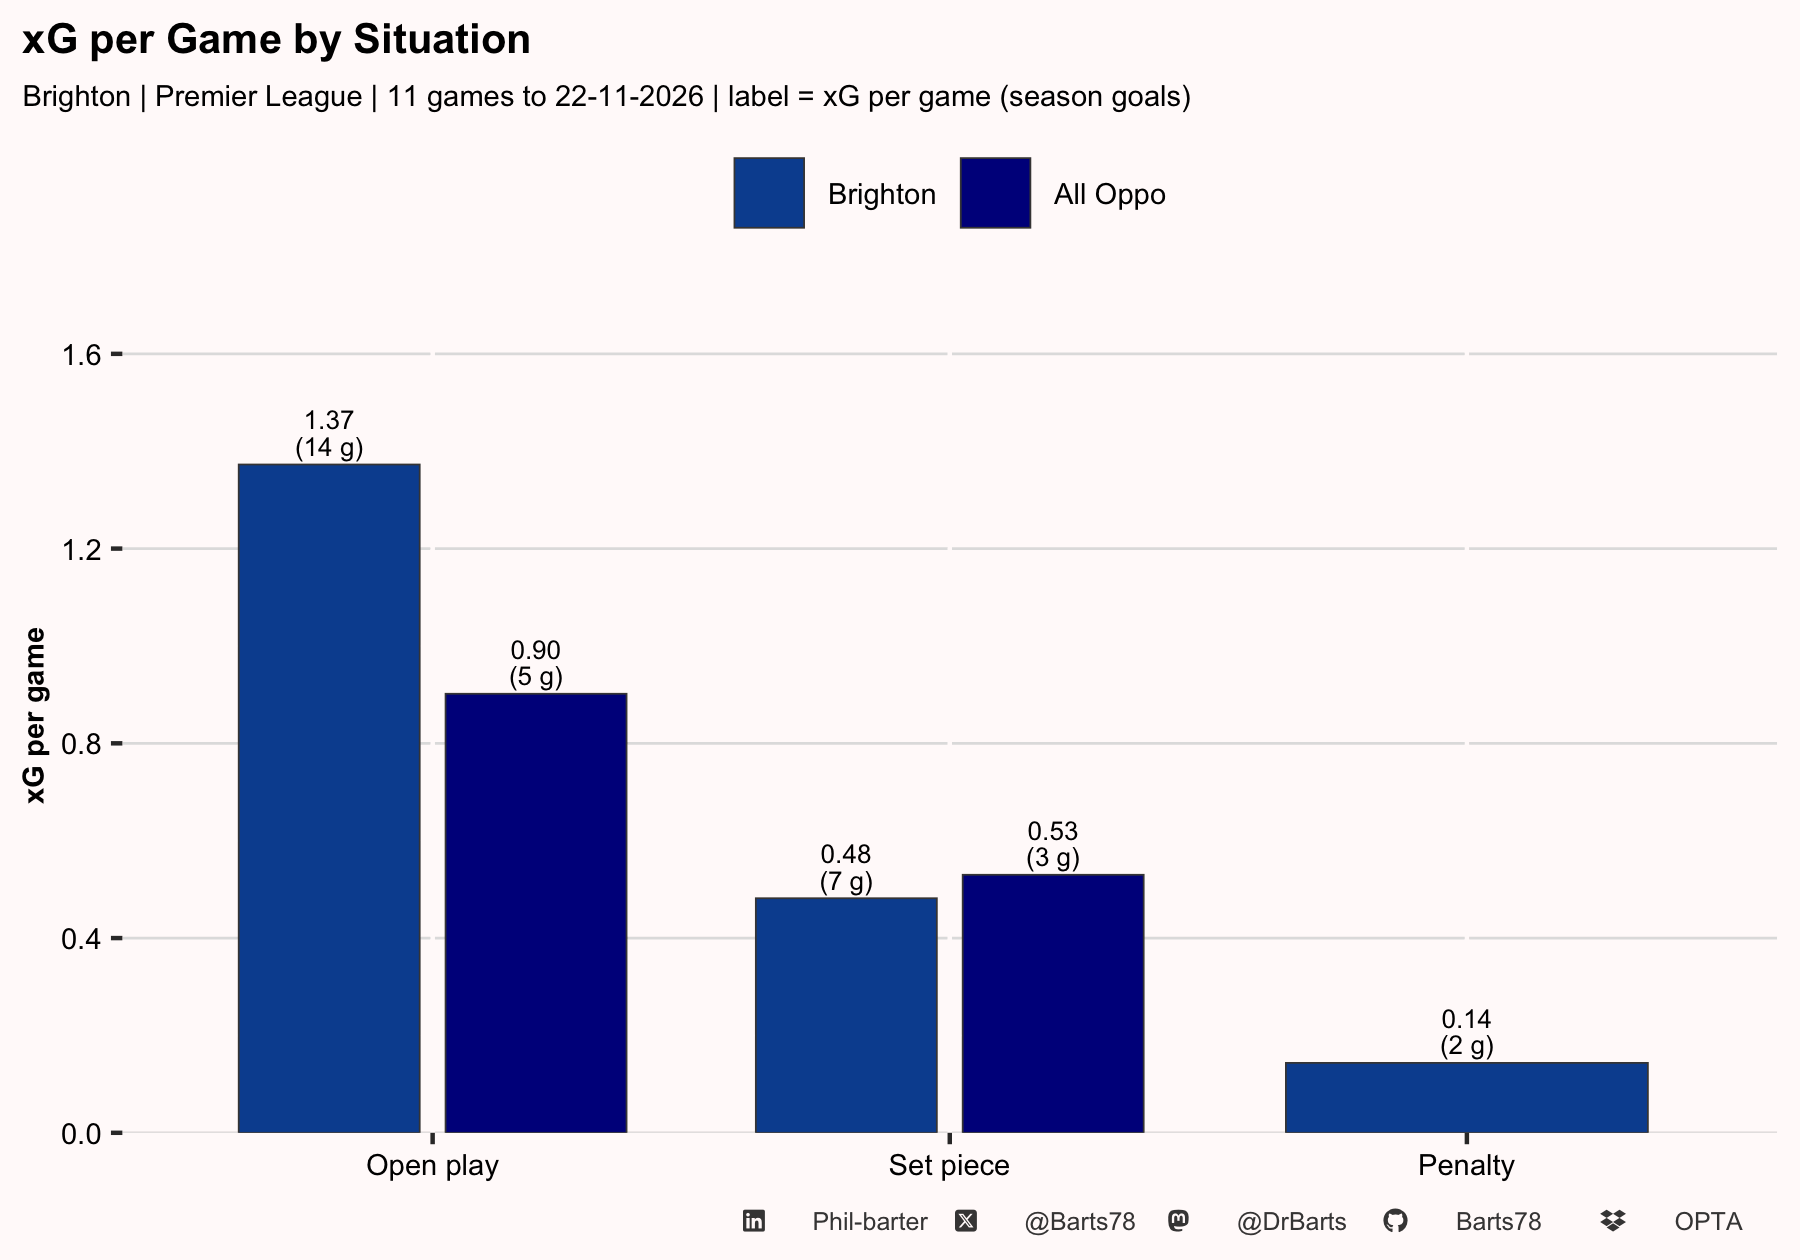 xG per Game by Situation
Brighton | Premier League | 11 games to 22-11-2026 | label = xG per game (season goals)
Brighton All Oppo
xG per game
1.6
1.2
0.8
0.4
0.0
1.37
(14 g)
0.90
(5 g)
0.48
(7 g)
0.53
(3 g)
0.14
(2 g)
Open play Set piece Penalty
Phil-barter @Barts78 @DrBarts Barts78 OPTA